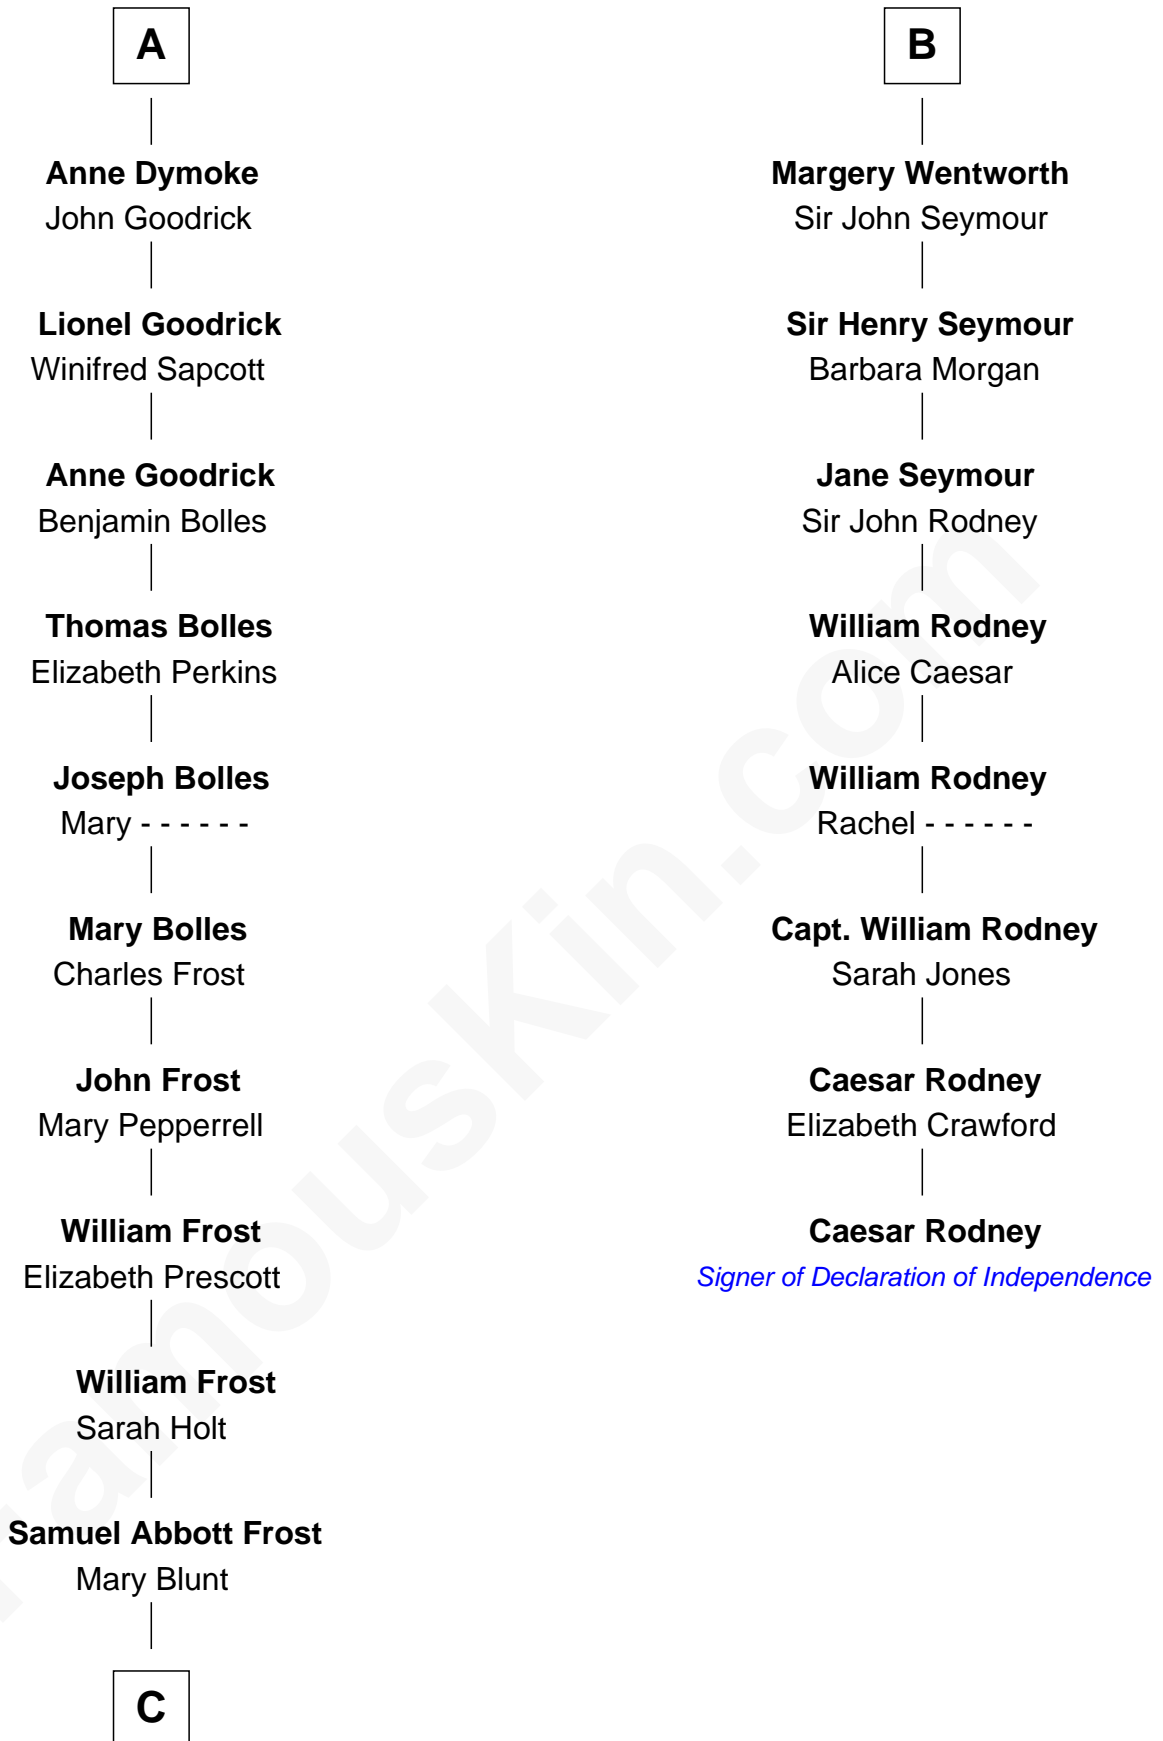 A
Anne Dymoke
John Goodrick
Lionel Goodrick
Winifred Sapcott
Anne Goodrick
Benjamin Bolles
Thomas Bolles
Elizabeth Perkins
Joseph Bolles
Mary - - - - - -
Mary Bolles
Charles Frost
John Frost
Mary Pepperrell
William Frost
Elizabeth Prescott
William Frost
Sarah Holt
Samuel Abbott Frost
Mary Blunt
C
B
Margery Wentworth
Sir John Seymour
Sir Henry Seymour
Barbara Morgan
Jane Seymour
Sir John Rodney
William Rodney
Alice Caesar
William Rodney
Rachel - - - - - -
Capt. William Rodney
Sarah Jones
Caesar Rodney
Elizabeth Crawford
Caesar Rodney
Signer of Declaration of Independence
FamousKin.com